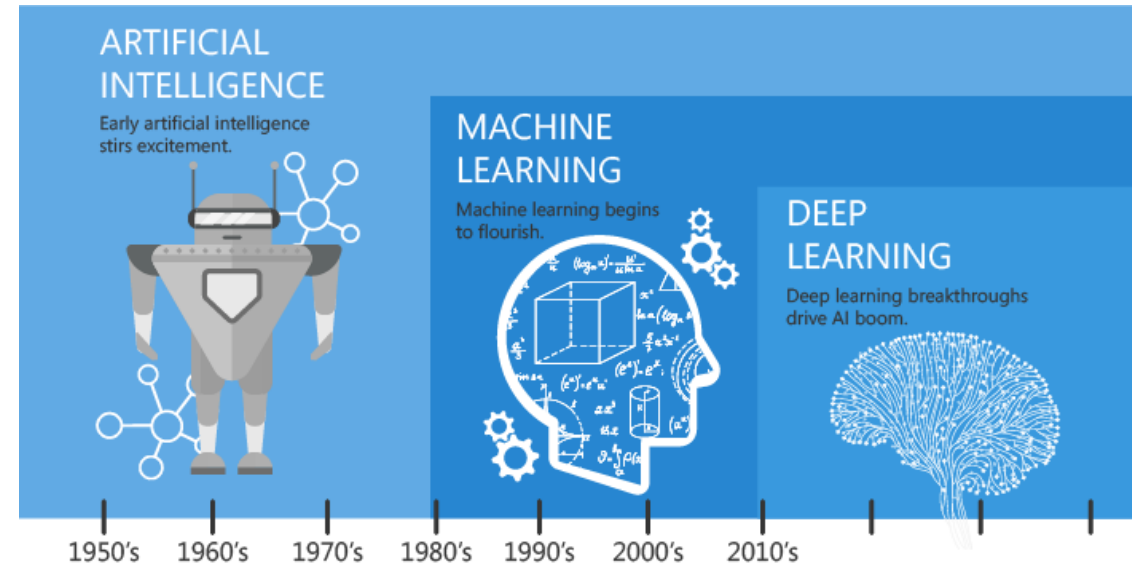 ARTIFICIAL
INTELLIGENCE
Early artificial intelligence
stirs excitement.
MACHINE
LEARNING
Machine learning begins
to flourish.
DEEP
LEARNING
Deep learning breakthroughs
drive AI boom.
1950's 1960's 1970's 1980's 1990's 2000's 2010's